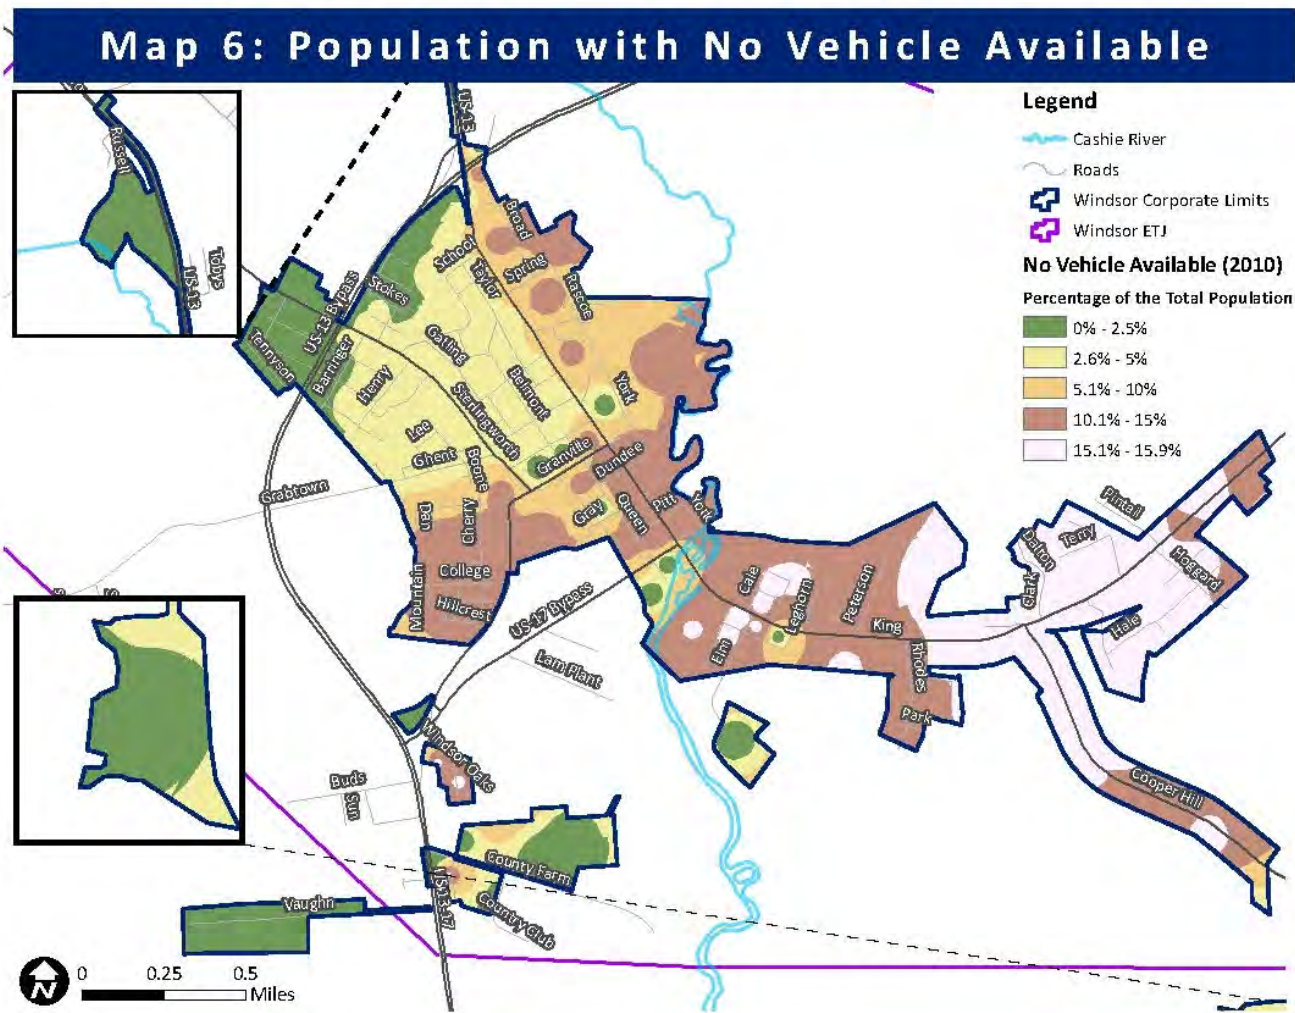 Map 6: Population with No Vehicle Available
Legend
Cashie River
Roads
Windsor Corporate Limits
Windsor ETJ
No Vehicle Available (2010)
Percentage of the Total Population
0% - 2.5%
2.6% - 5%
5.1% - 10%
10.1% - 15%
15.1% - 15.9%
Russell
US-13
Tobys
US-13
Broad
School
Taylor
Spring
Rascoe
Stokes
US-13 Bypass
Tennyson
Barringer
Gatling
Henry
Belmont
York
Sterlingworth
Lee
Ghent
Boone
Granville
Dundee
Grabtown
Dan
Cherry
Gray
Queen
Pitt
York
Pintail
Dalton
Terry
Hoggard
College
Mountain
Hillcrest
US-17 Bypass
Cale
Leghorn
Peterson
King
Clark
Hale
Elm
Rhodes
Lam Plant
Park
Windsor Oaks
Buds
Sun
Cooper Hill
County Farm
US-13-17
Country Club
Vaughn
N
0 0.25 0.5
Miles